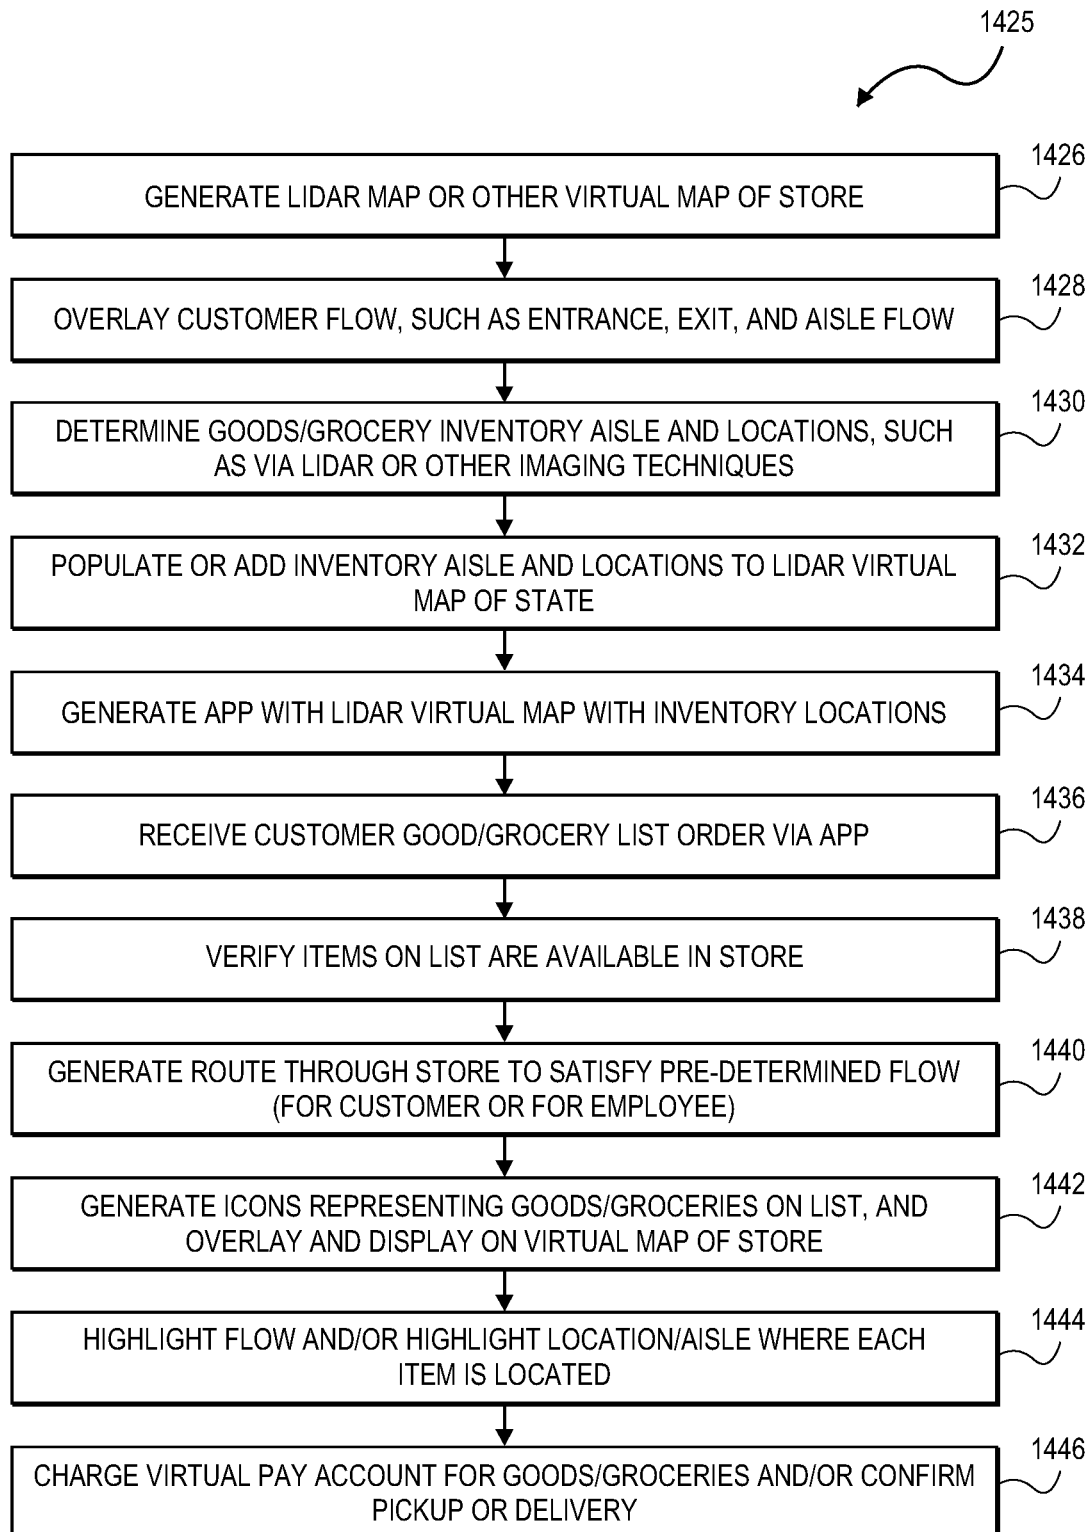 1425
1426
GENERATE LIDAR MAP OR OTHER VIRTUAL MAP OF STORE
1428
OVERLAY CUSTOMER FLOW, SUCH AS ENTRANCE, EXIT, AND AISLE FLOW
1430
DETERMINE GOODS/GROCERY INVENTORY AISLE AND LOCATIONS, SUCH
AS VIA LIDAR OR OTHER IMAGING TECHNIQUES
1432
POPULATE OR ADD INVENTORY AISLE AND LOCATIONS TO LIDAR VIRTUAL
MAP OF STATE
1434
GENERATE APP WITH LIDAR VIRTUAL MAP WITH INVENTORY LOCATIONS
1436
RECEIVE CUSTOMER GOOD/GROCERY LIST ORDER VIA APP
1438
VERIFY ITEMS ON LIST ARE AVAILABLE IN STORE
1440
GENERATE ROUTE THROUGH STORE TO SATISFY PRE-DETERMINED FLOW
(FOR CUSTOMER OR FOR EMPLOYEE)
1442
GENERATE ICONS REPRESENTING GOODS/GROCERIES ON LIST, AND
OVERLAY AND DISPLAY ON VIRTUAL MAP OF STORE
1444
HIGHLIGHT FLOW AND/OR HIGHLIGHT LOCATION/AISLE WHERE EACH
ITEM IS LOCATED
1446
CHARGE VIRTUAL PAY ACCOUNT FOR GOODS/GROCERIES AND/OR CONFIRM
PICKUP OR DELIVERY